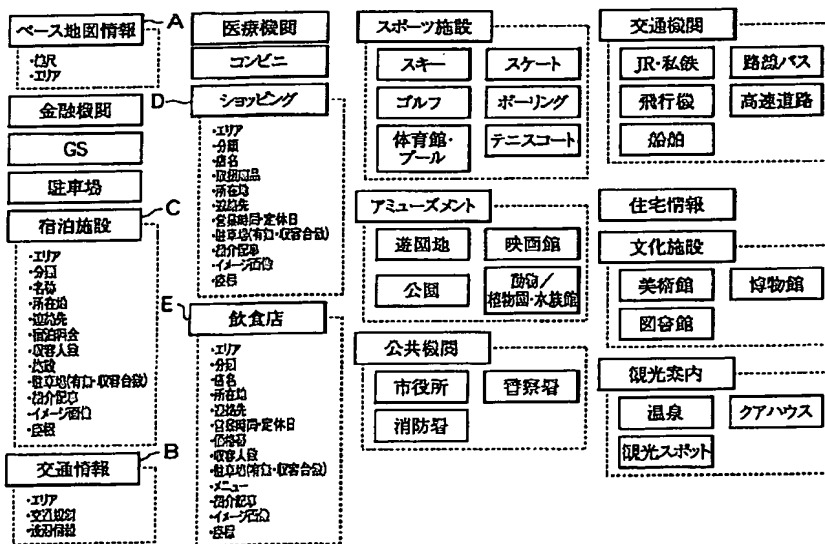 ベース地図情報
A
・縮尺
・エリア
金融機関
GS
駐車場
宿泊施設
C
・エリア
・分類
・名称
・所在地
・連絡先
・宿泊料金
・収容人数
・施設
・駐車場(有無・収容台数)
・紹介記事
・イメージ画像
・座標
交通情報
B
・エリア
・交通規制
・渋滞情報
医療機関
コンビニ
D
ショッピング
・エリア
・分類
・店名
・取扱商品
・所在地
・連絡先
・営業時間・定休日
・駐車場(有無・収容台数)
・紹介記事
・イメージ画像
・座標
E
飲食店
・エリア
・分類
・店名
・所在地
・連絡先
・営業時間・定休日
・価格帯
・収容人数
・駐車場(有無・収容台数)
・メニュー
・紹介記事
・イメージ画像
・座標
スポーツ施設
スキー
スケート
ゴルフ
ボーリング
体育館・
プール
テニスコート
アミューズメント
遊園地
映画館
公園
動物/
植物園・水族館
公共機関
市役所
警察署
消防署
交通機関
JR・私鉄
路線バス
飛行機
高速道路
船舶
住宅情報
文化施設
美術館
博物館
図書館
観光案内
温泉
クアハウス
観光スポット